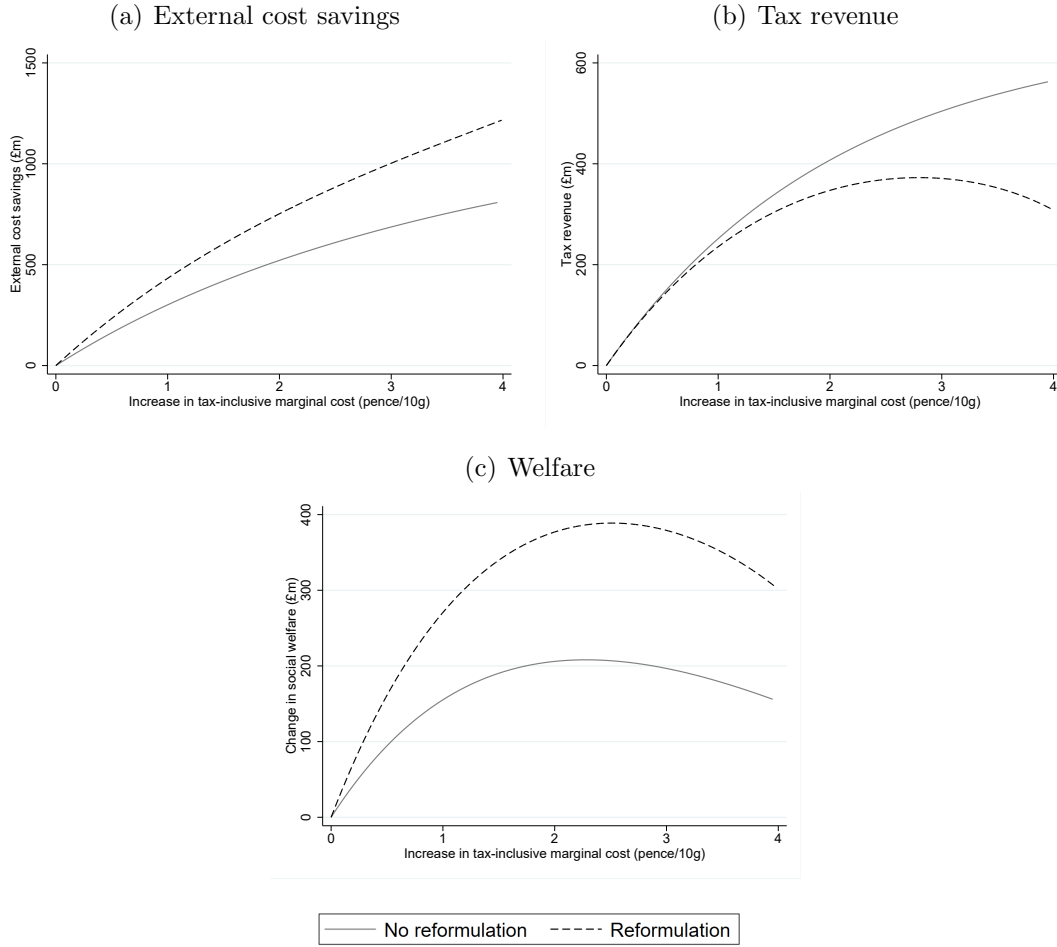 (a) External cost savings
External cost savings (£m)
1500
1000
500
0
0 1 2 3 4
Increase in tax-inclusive marginal cost (pence/10g)
(b) Tax revenue
Tax revenue (£m)
600
400
200
0
0 1 2 3 4
Increase in tax-inclusive marginal cost (pence/10g)
(c) Welfare
Change in social welfare (£m)
400
300
200
100
0
0 1 2 3 4
Increase in tax-inclusive marginal cost (pence/10g)
No reformulation Reformulation